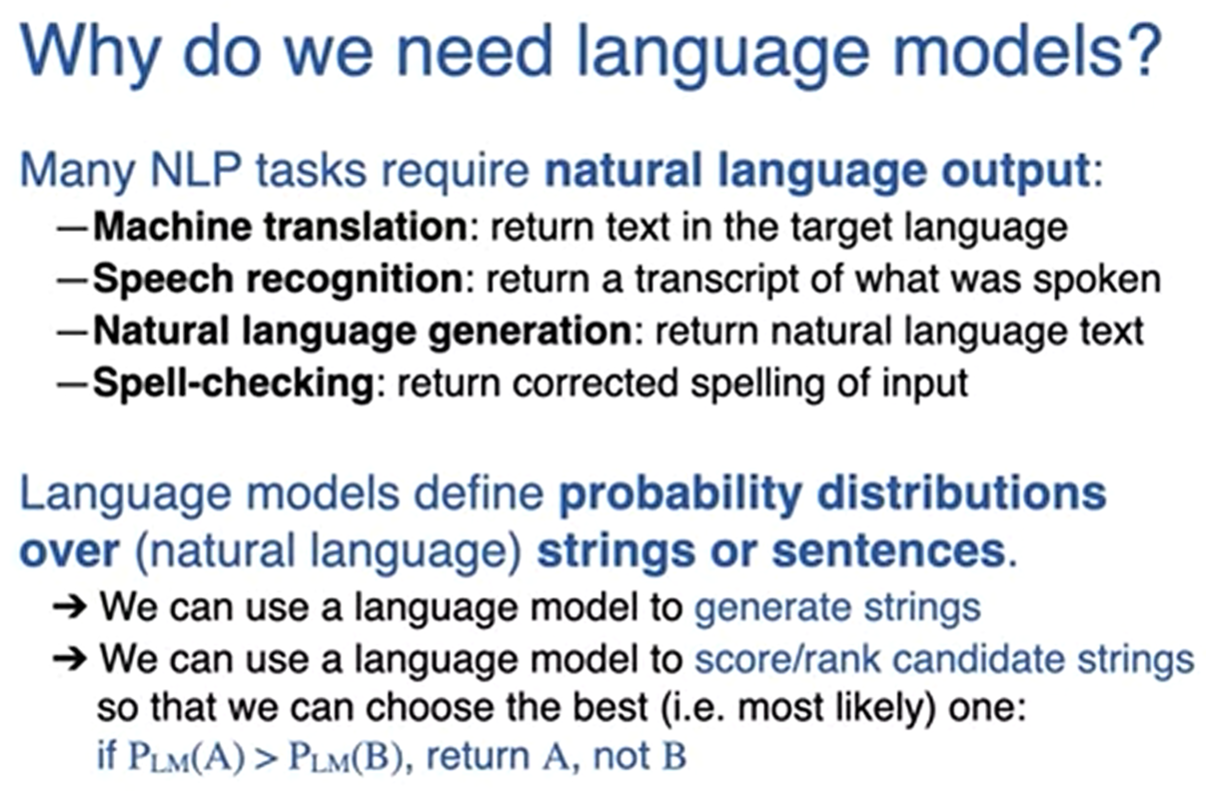 Why do we need language models?
Many NLP tasks require natural language output:
—Machine translation: return text in the target language
—Speech recognition: return a transcript of what was spoken
—Natural language generation: return natural language text
—Spell-checking: return corrected spelling of input
Language models define probability distributions
over (natural language) strings or sentences.
➔ We can use a language model to generate strings
➔ We can use a language model to score/rank candidate strings
so that we can choose the best (i.e. most likely) one:
if PLM(A) > PLM(B), return A, not B